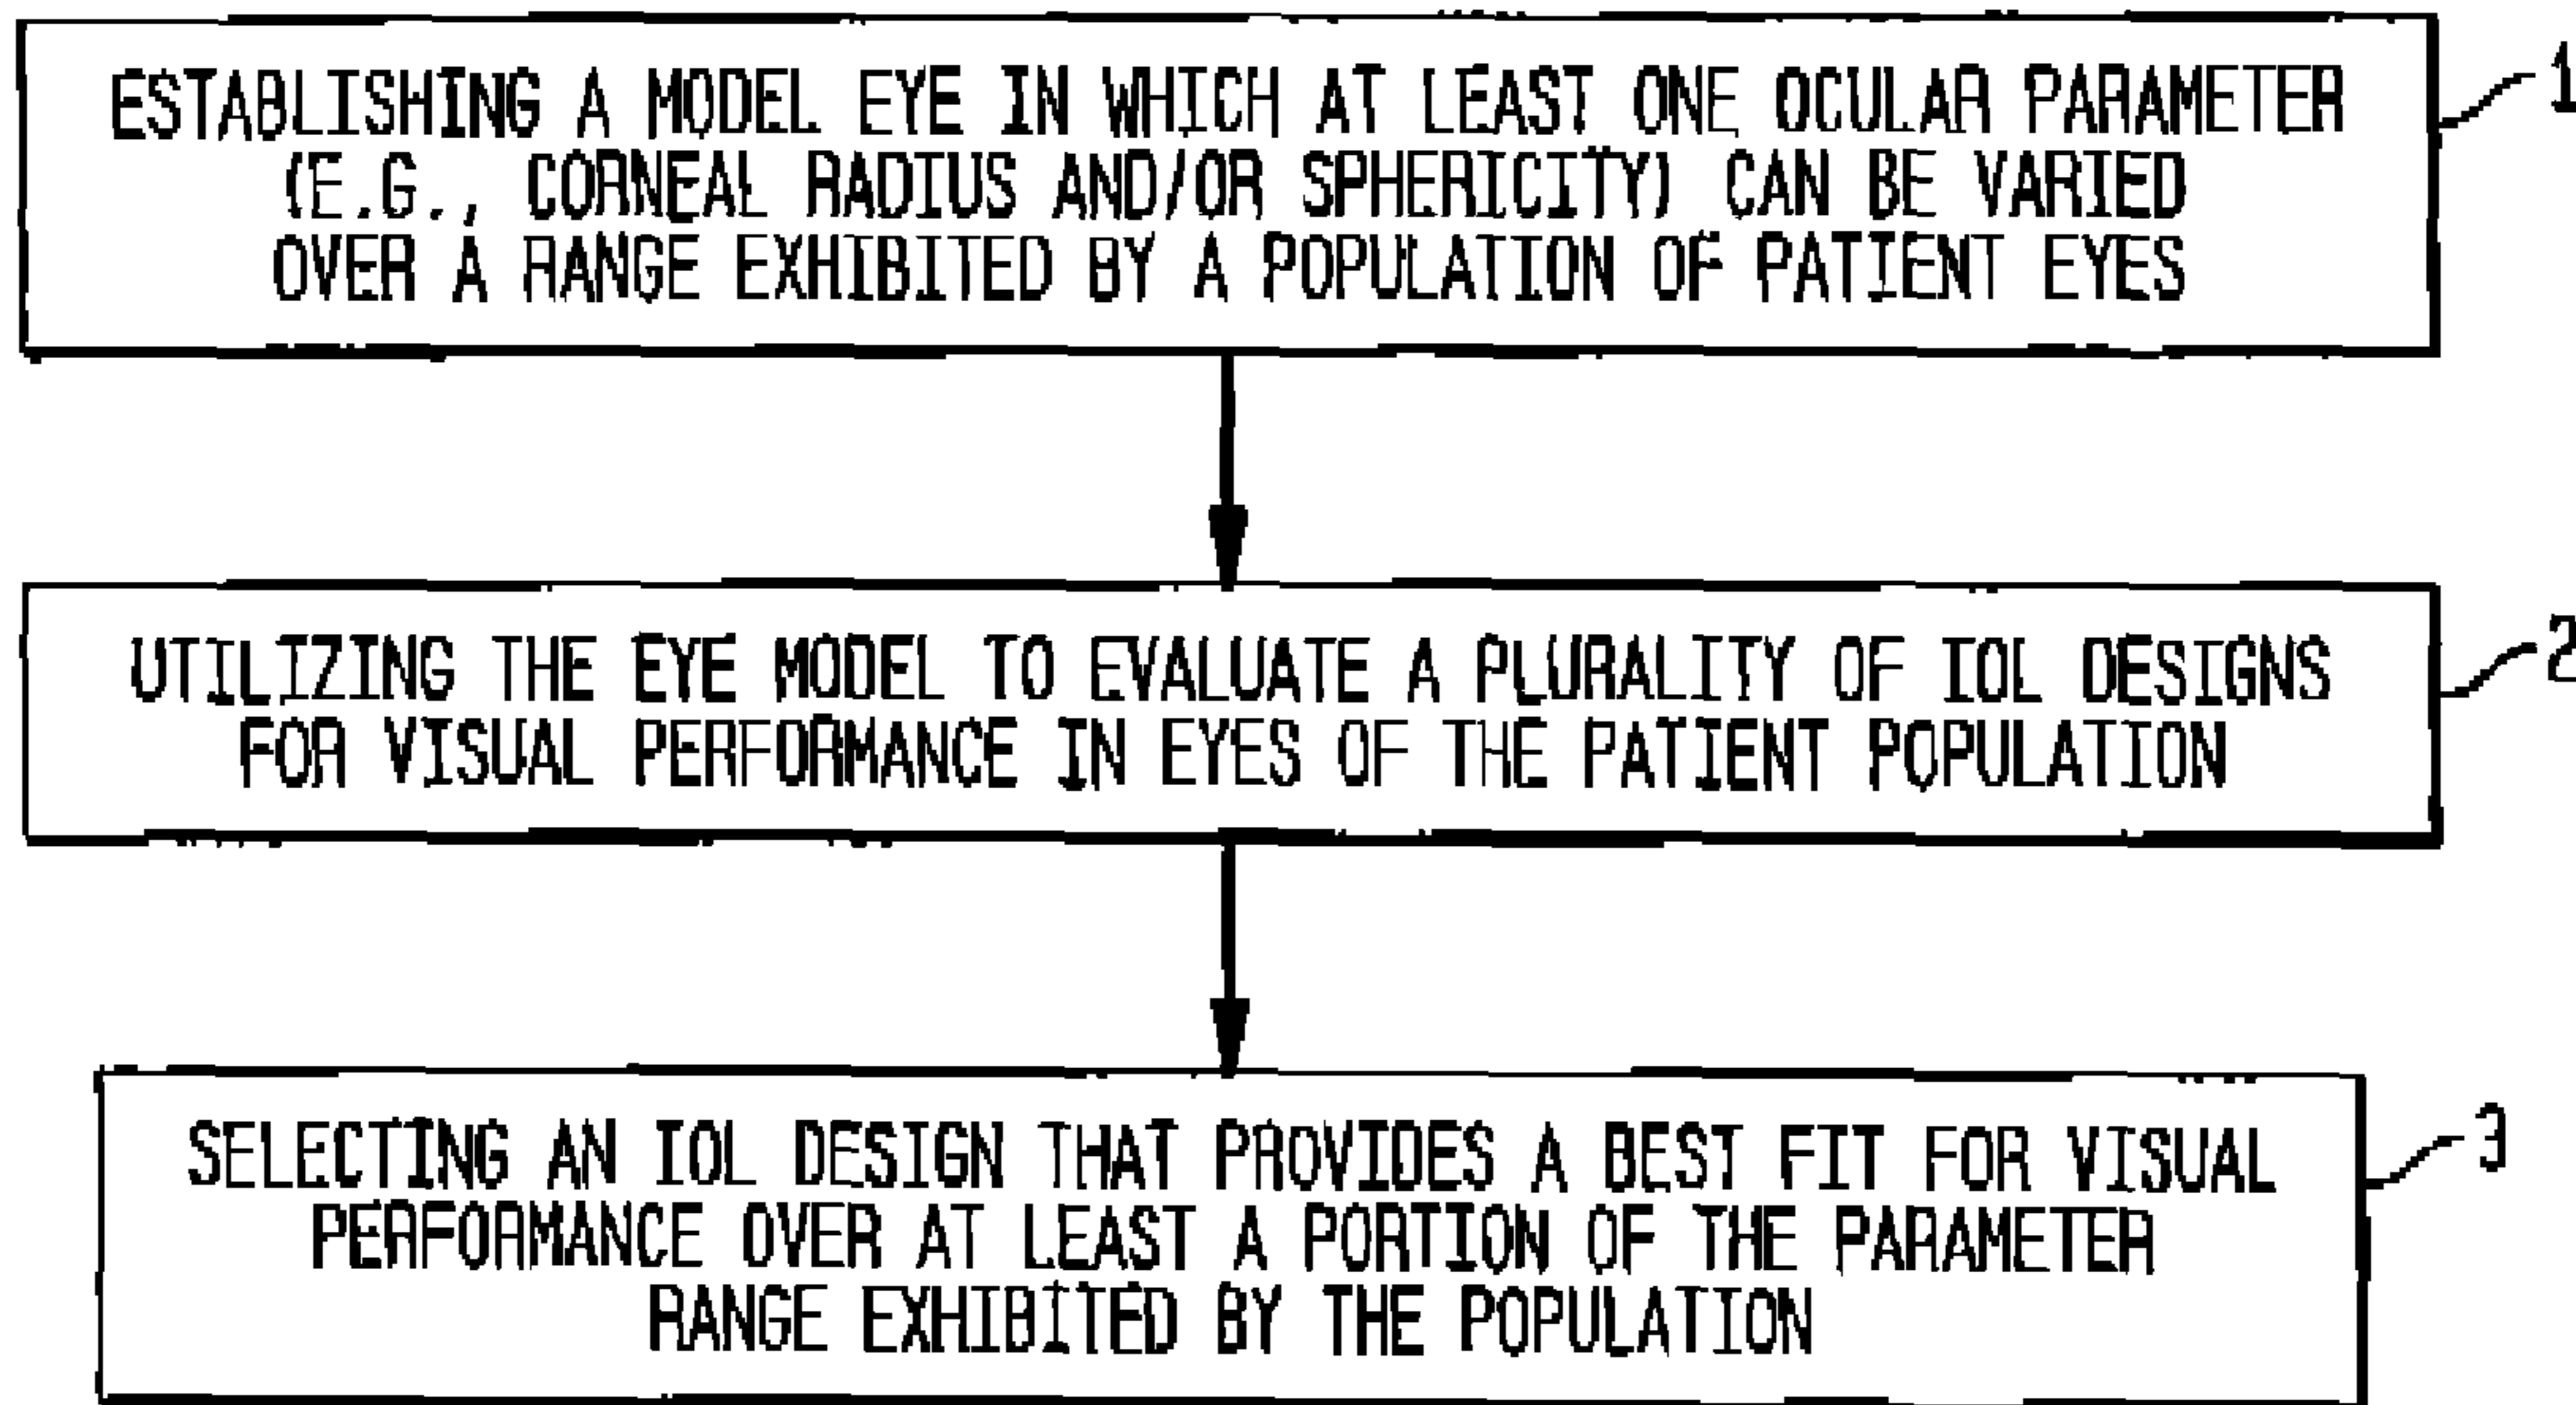 ESTABLISHING A MODEL EYE IN WHICH AT LEAST ONE OCULAR PARAMETER
(E.G., CORNEAL RADIUS AND/OR SPHERICITY) CAN BE VARIED
OVER A RANGE EXHIBITED BY A POPULATION OF PATIENT EYES
1
UTILIZING THE EYE MODEL TO EVALUATE A PLURALITY OF IOL DESIGNS
FOR VISUAL PERFORMANCE IN EYES OF THE PATIENT POPULATION
2
SELECTING AN IOL DESIGN THAT PROVIDES A BEST FIT FOR VISUAL
PERFORMANCE OVER AT LEAST A PORTION OF THE PARAMETER
RANGE EXHIBITED BY THE POPULATION
3